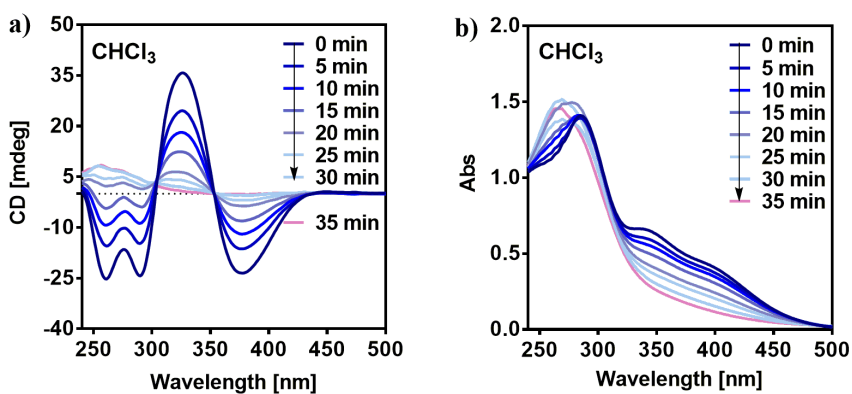 a)
CHCl3
0 min
5 min
10 min
15 min
20 min
25 min
30 min
35 min
CD [mdeg]
50
35
20
5
-10
-25
-40
250
300
350
400
450
500
Wavelength [nm]
b)
CHCl3
0 min
5 min
10 min
15 min
20 min
25 min
30 min
35 min
Abs
2.0
1.5
1.0
0.5
0.0
250
300
350
400
450
500
Wavelength [nm]